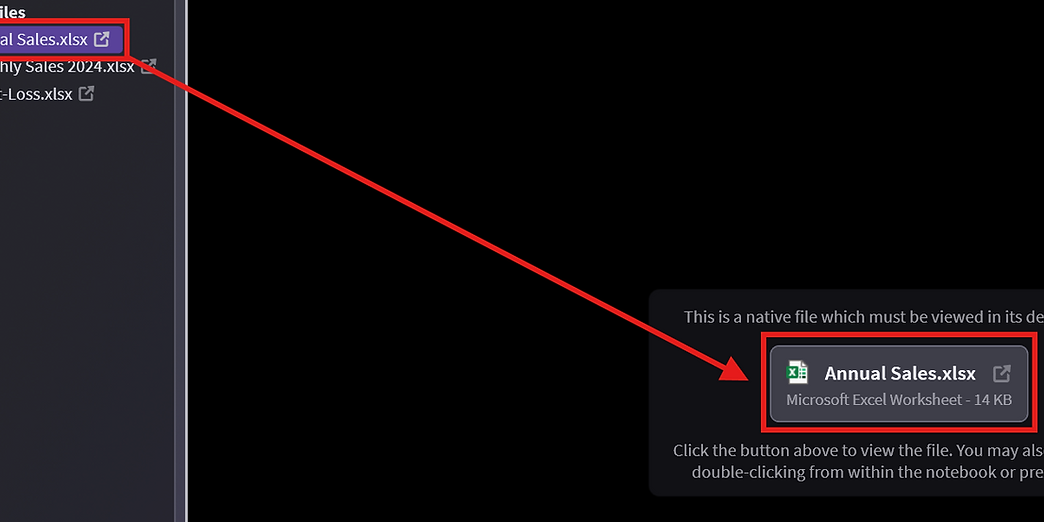 iles
al Sales.xlsx
hly Sales 2024.xlsx
t-Loss.xlsx
This is a native file which must be viewed in its de
Annual Sales.xlsx
Microsoft Excel Worksheet - 14 KB
Click the button above to view the file. You may als
double-clicking from within the notebook or pre